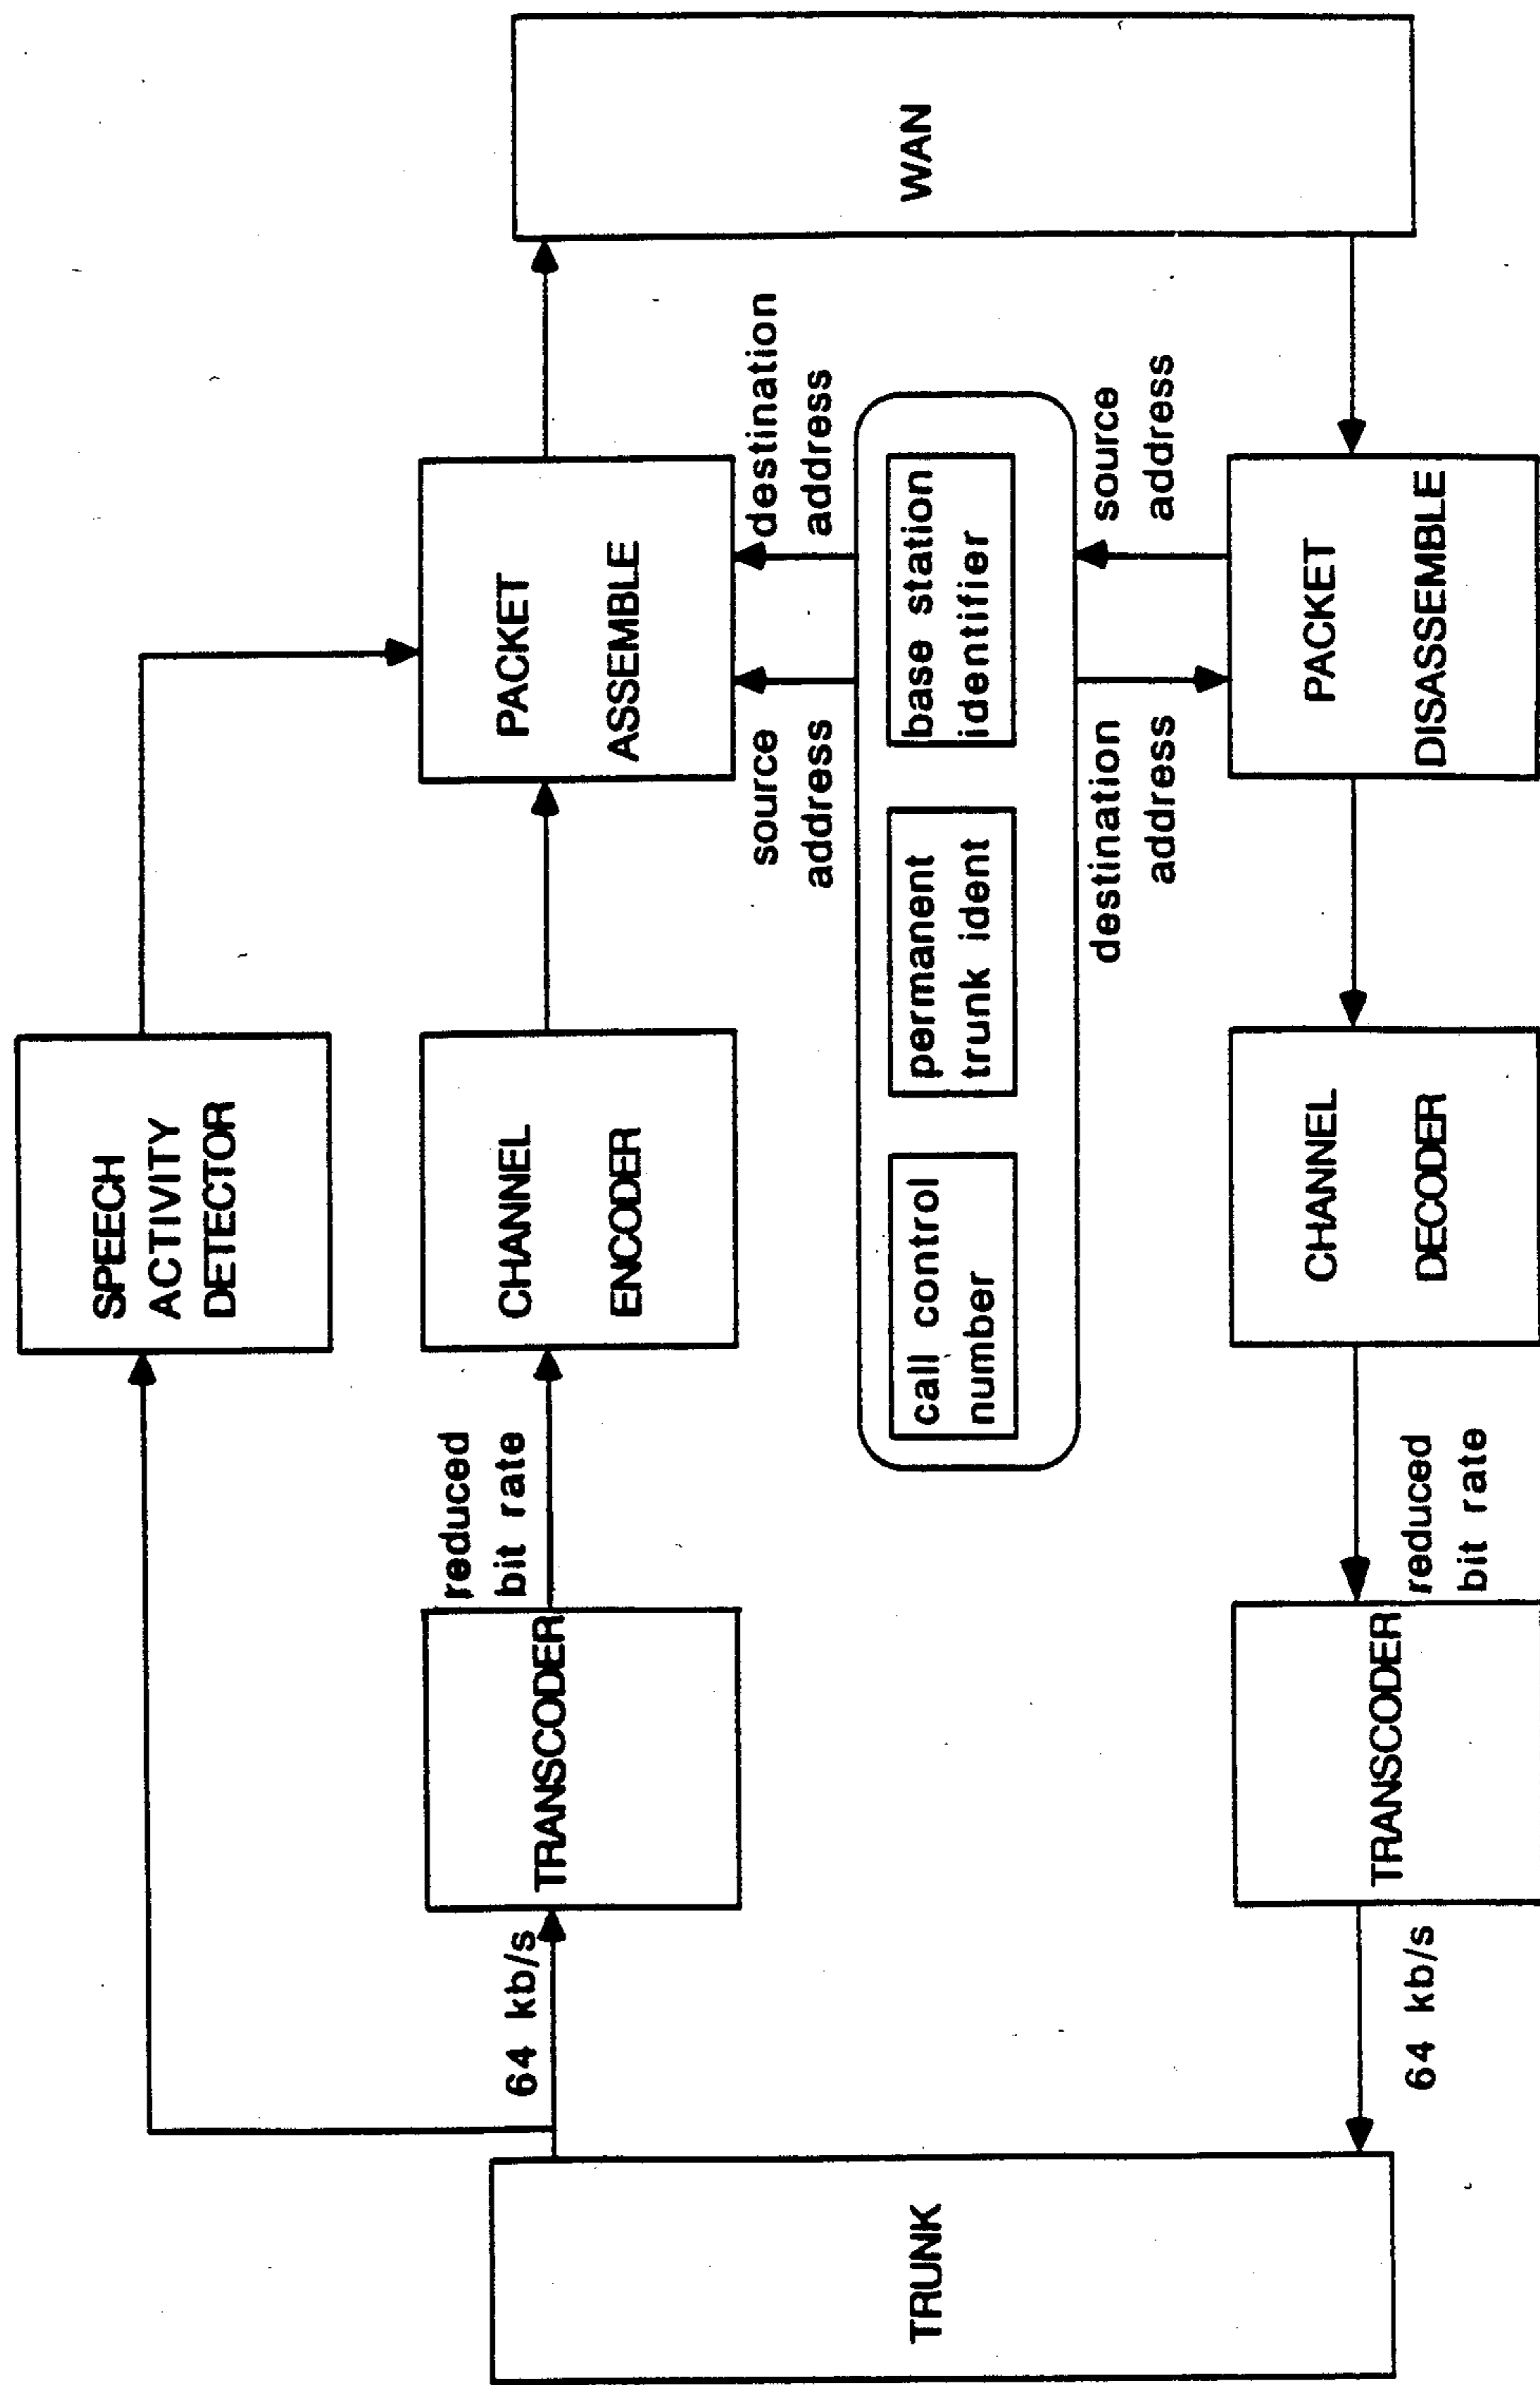 SPEECH
ACTIVITY
DETECTOR
TRUNK
64 kb/s
TRANSCODER
reduced
bit rate
CHANNEL
ENCODER
PACKET
ASSEMBLE
WAN
source
address
destination
address
call control
number
permanent
trunk ident
base station
identifier
destination
address
source
address
64 kb/s
TRANSCODER
reduced
bit rate
CHANNEL
DECODER
PACKET
DISASSEMBLE